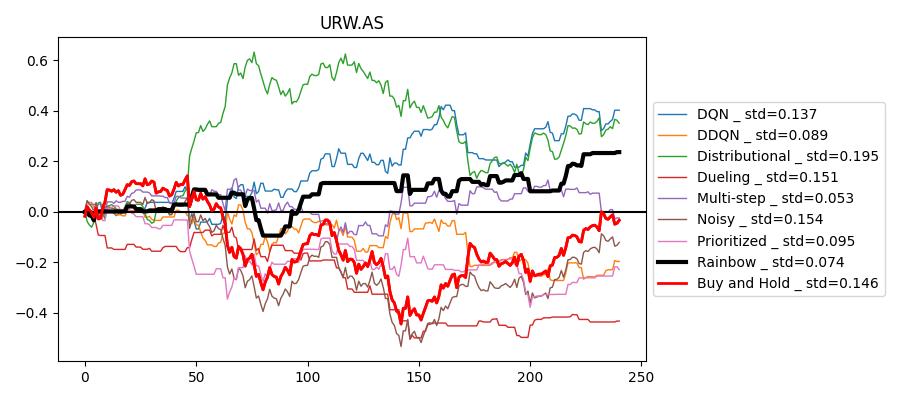 URW.AS
0.6
0.4
0.2
0.0
−0.2
−0.4
0
50
100
150
200
250
DQN _ std=0.137
DDQN _ std=0.089
Distributional _ std=0.195
Dueling _ std=0.151
Multi-step _ std=0.053
Noisy _ std=0.154
Prioritized _ std=0.095
Rainbow _ std=0.074
Buy and Hold _ std=0.146